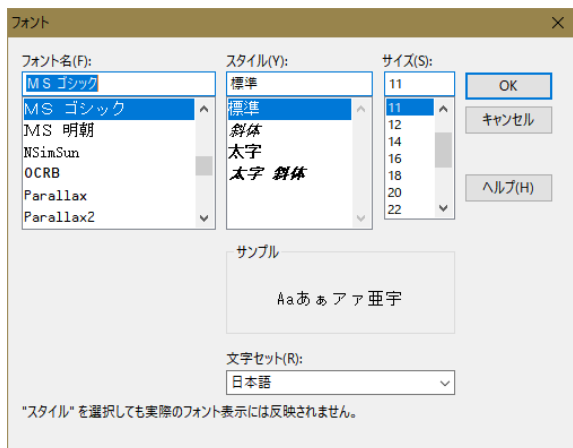 フォント
フォント名(F):
MS ゴシック
MS ゴシック
MS 明朝
NSimSun
OCRB
Parallax
Parallax2
スタイル(Y):
標準
標準
斜体
太字
太字 斜体
サイズ(S):
11
11
12
14
16
18
20
22
OK
キャンセル
ヘルプ(H)
サンプル
Aaあぁアァ亜宇
文字セット(R):
日本語
"スタイル" を選択しても実際のフォント表示には反映されません。